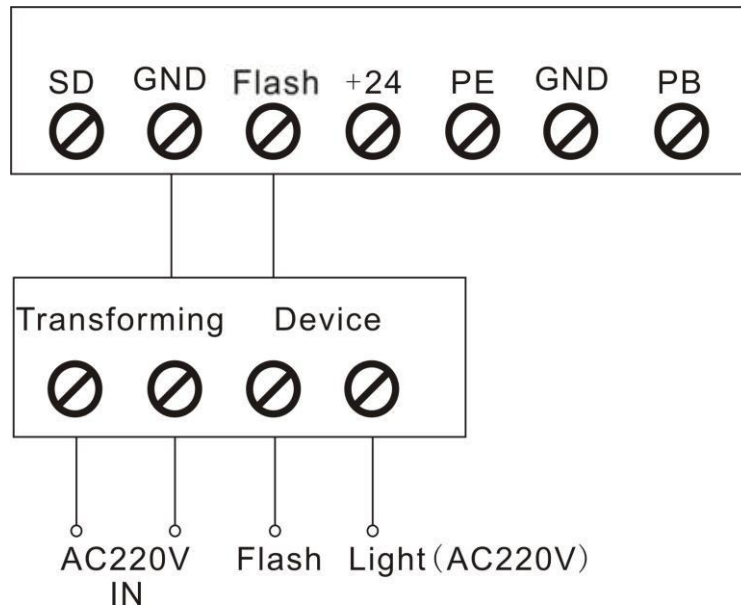 SD GND Flash +24 PE GND PB
Transforming Device
AC220V Flash Light(AC220V)
IN